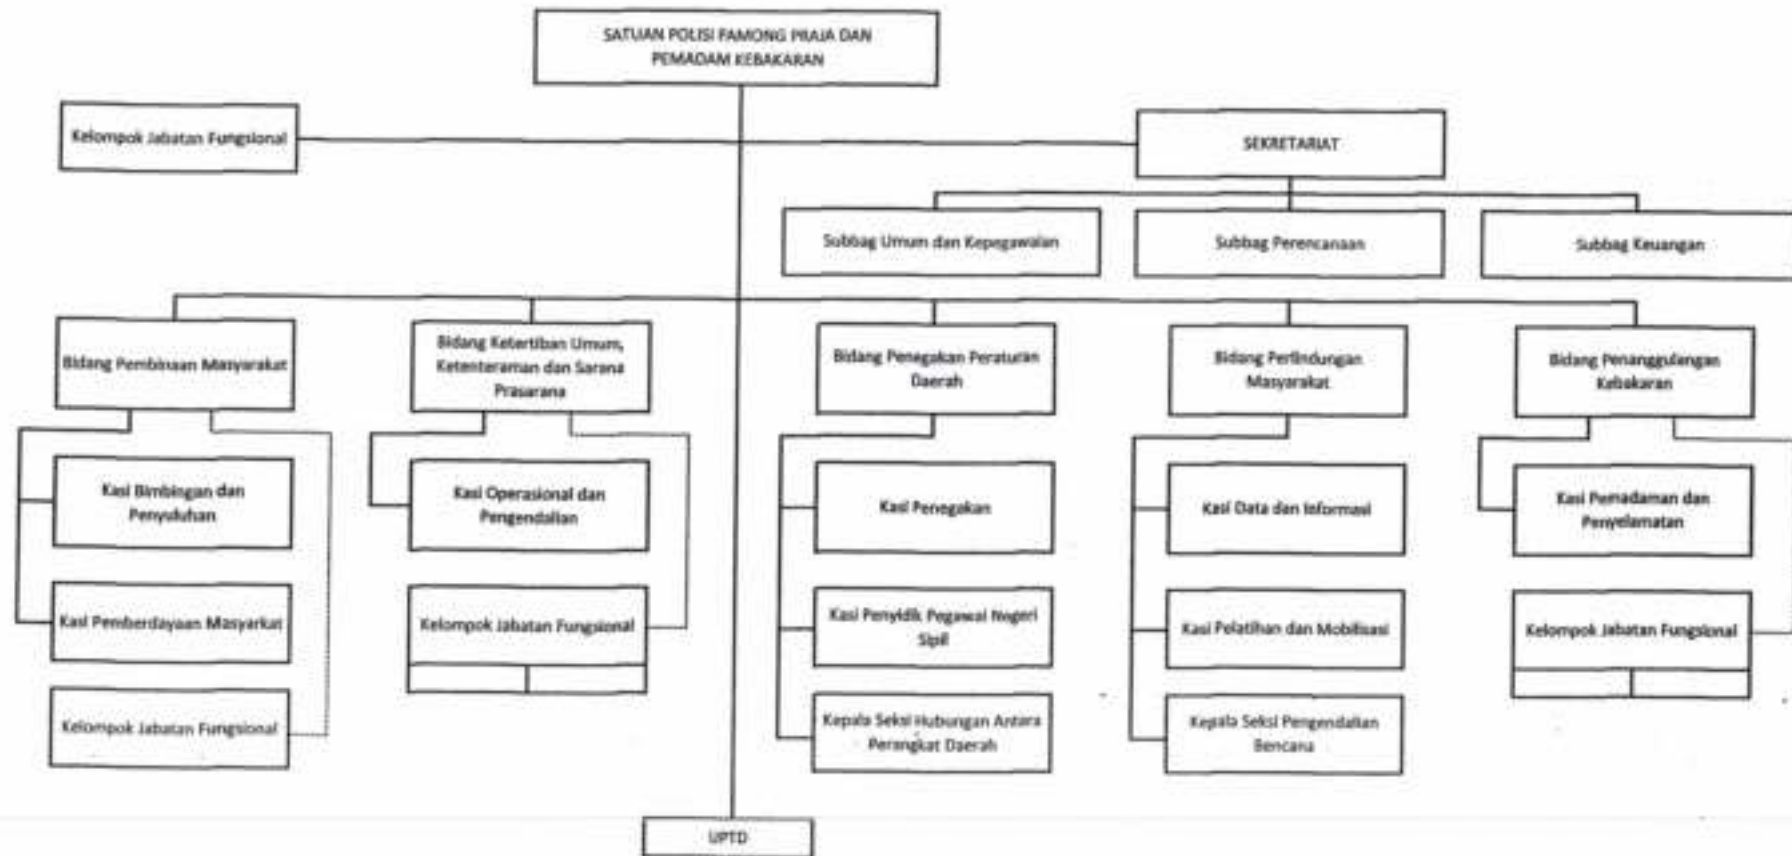 SATUAN POLISI PAMONG PRAJA DAN
PEMADAM KEBAKARAN
Kelompok Jabatan Fungsional
SEKRETARIAT
Subbag Umum dan Kepegawaian
Subbag Perencanaan
Subbag Keuangan
Bidang Pembinaan Masyarakat
Bidang Ketertiban Umum,
Ketenteraman dan Sarana
Prasarana
Bidang Penegakan Peraturan
Daerah
Bidang Perlindungan
Masyarakat
Bidang Penanggulangan
Kebakaran
Kasi Bimbingan dan
Penyuluhan
Kasi Operasional dan
Pengendalian
Kasi Penegakan
Kasi Data dan Informasi
Kasi Pemadaman dan
Penyelamatan
Kasi Pemberdayaan Masyarkat
Kelompok Jabatan Fungsional
Kasi Penyidik Pegawai Negeri
Sipil
Kasi Pelatihan dan Mobilisasi
Kelompok Jabatan Fungsional
Kelompok Jabatan Fungsional
Kepala Seksi Hubungan Antara
Perangkat Daerah
Kepala Seksi Pengendalian
Bencana
UPTD